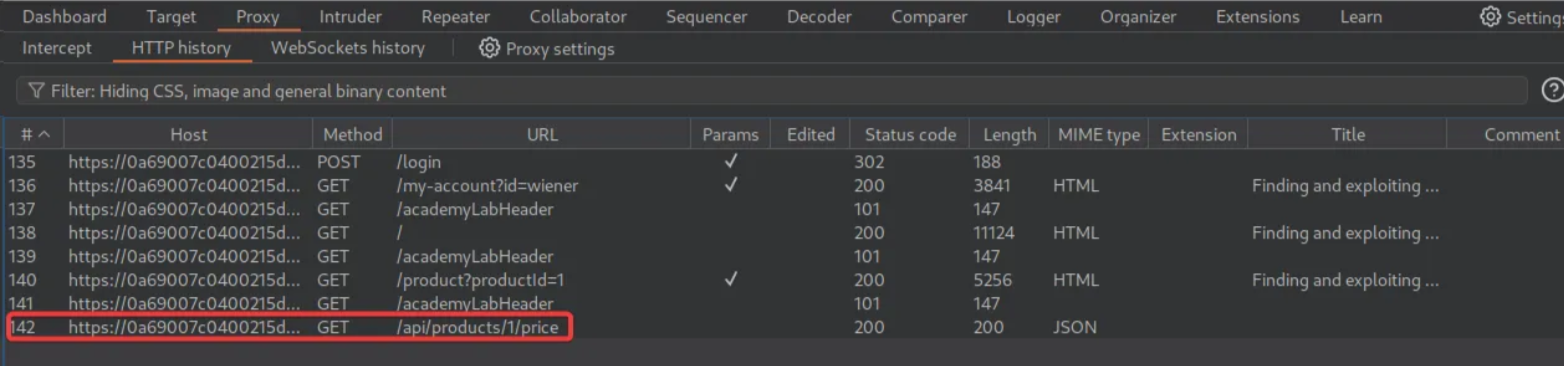 Dashboard Target Proxy Intruder Repeater Collaborator Sequencer Decoder Comparer Logger Organizer Extensions Learn Setting
Intercept HTTP history WebSockets history Proxy settings
Filter: Hiding CSS, image and general binary content ?
# Host Method URL Params Edited Status code Length MIME type Extension Title Comment
135 https://0a69007c0400215d... POST /login ✓ 302 188
136 https://0a69007c0400215d... GET /my-account?id=wiener ✓ 200 3841 HTML Finding and exploiting ...
137 https://0a69007c0400215d... GET /academyLabHeader 101 147
138 https://0a69007c0400215d... GET / 200 11124 HTML Finding and exploiting ...
139 https://0a69007c0400215d... GET /academyLabHeader 101 147
140 https://0a69007c0400215d... GET /product?productId=1 ✓ 200 5256 HTML Finding and exploiting ...
141 https://0a69007c0400215d... GET /academyLabHeader 101 147
142 https://0a69007c0400215d... GET /api/products/1/price 200 200 JSON